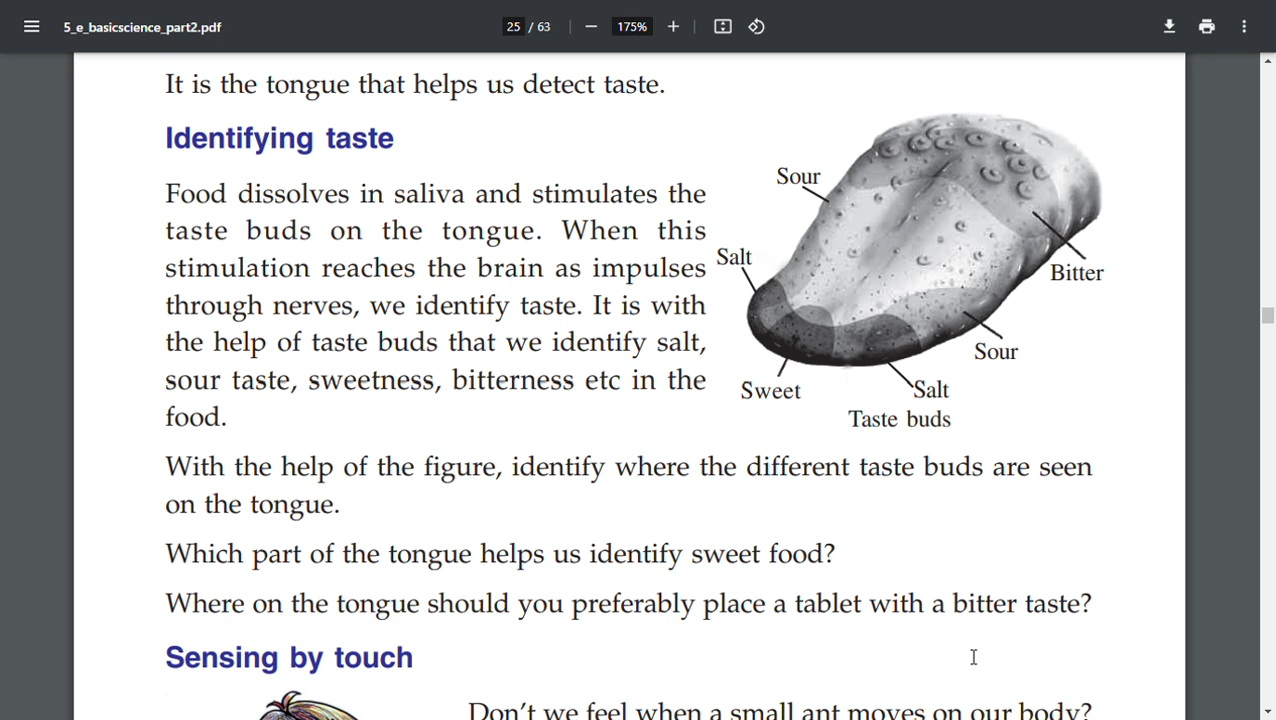 5_e_basicscience_part2.pdf
25 / 63
175%
It is the tongue that helps us detect taste.
Identifying taste
Food dissolves in saliva and stimulates the
taste buds on the tongue. When this
stimulation reaches the brain as impulses
through nerves, we identify taste. It is with
the help of taste buds that we identify salt,
sour taste, sweetness, bitterness etc in the
food.
Sour
Salt
Bitter
Sour
Sweet
Salt
Taste buds
With the help of the figure, identify where the different taste buds are seen
on the tongue.
Which part of the tongue helps us identify sweet food?
Where on the tongue should you preferably place a tablet with a bitter taste?
Sensing by touch
Don't we feel when a small ant moves on our body?